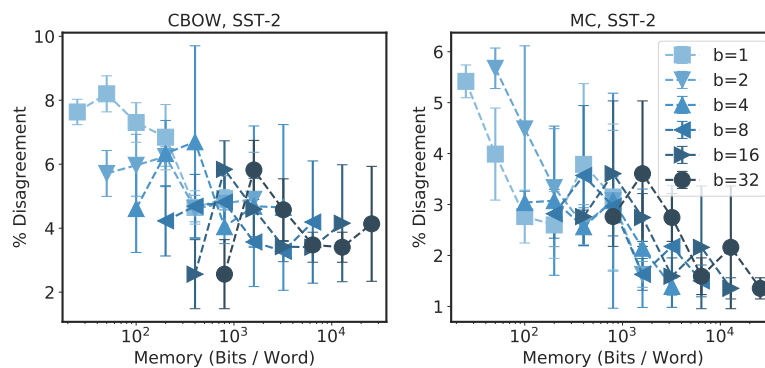 CBOW, SST-2
10
8
6
4
2
% Disagreement
10²
10³
10⁴
Memory (Bits / Word)
MC, SST-2
6
5
4
3
2
1
% Disagreement
10²
10³
10⁴
Memory (Bits / Word)
b=1
b=2
b=4
b=8
b=16
b=32